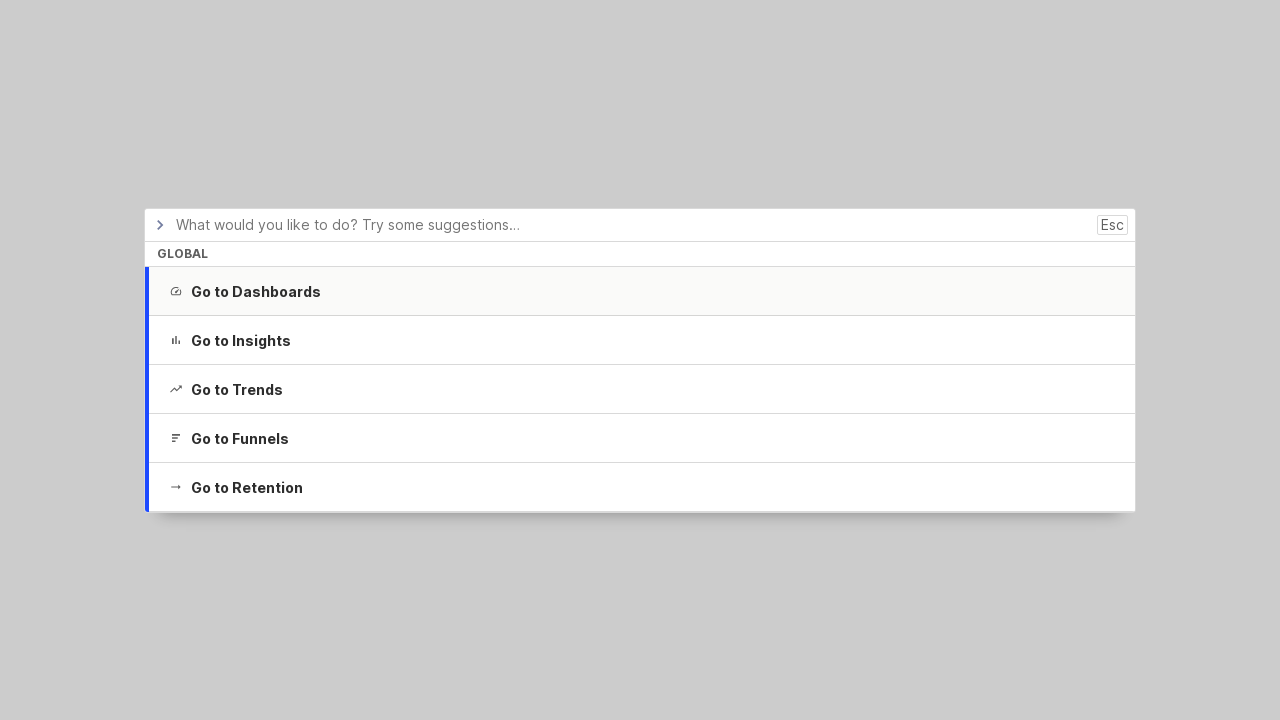 What would you like to do? Try some suggestions...
Esc
GLOBAL
Go to Dashboards
Go to Insights
Go to Trends
Go to Funnels
Go to Retention